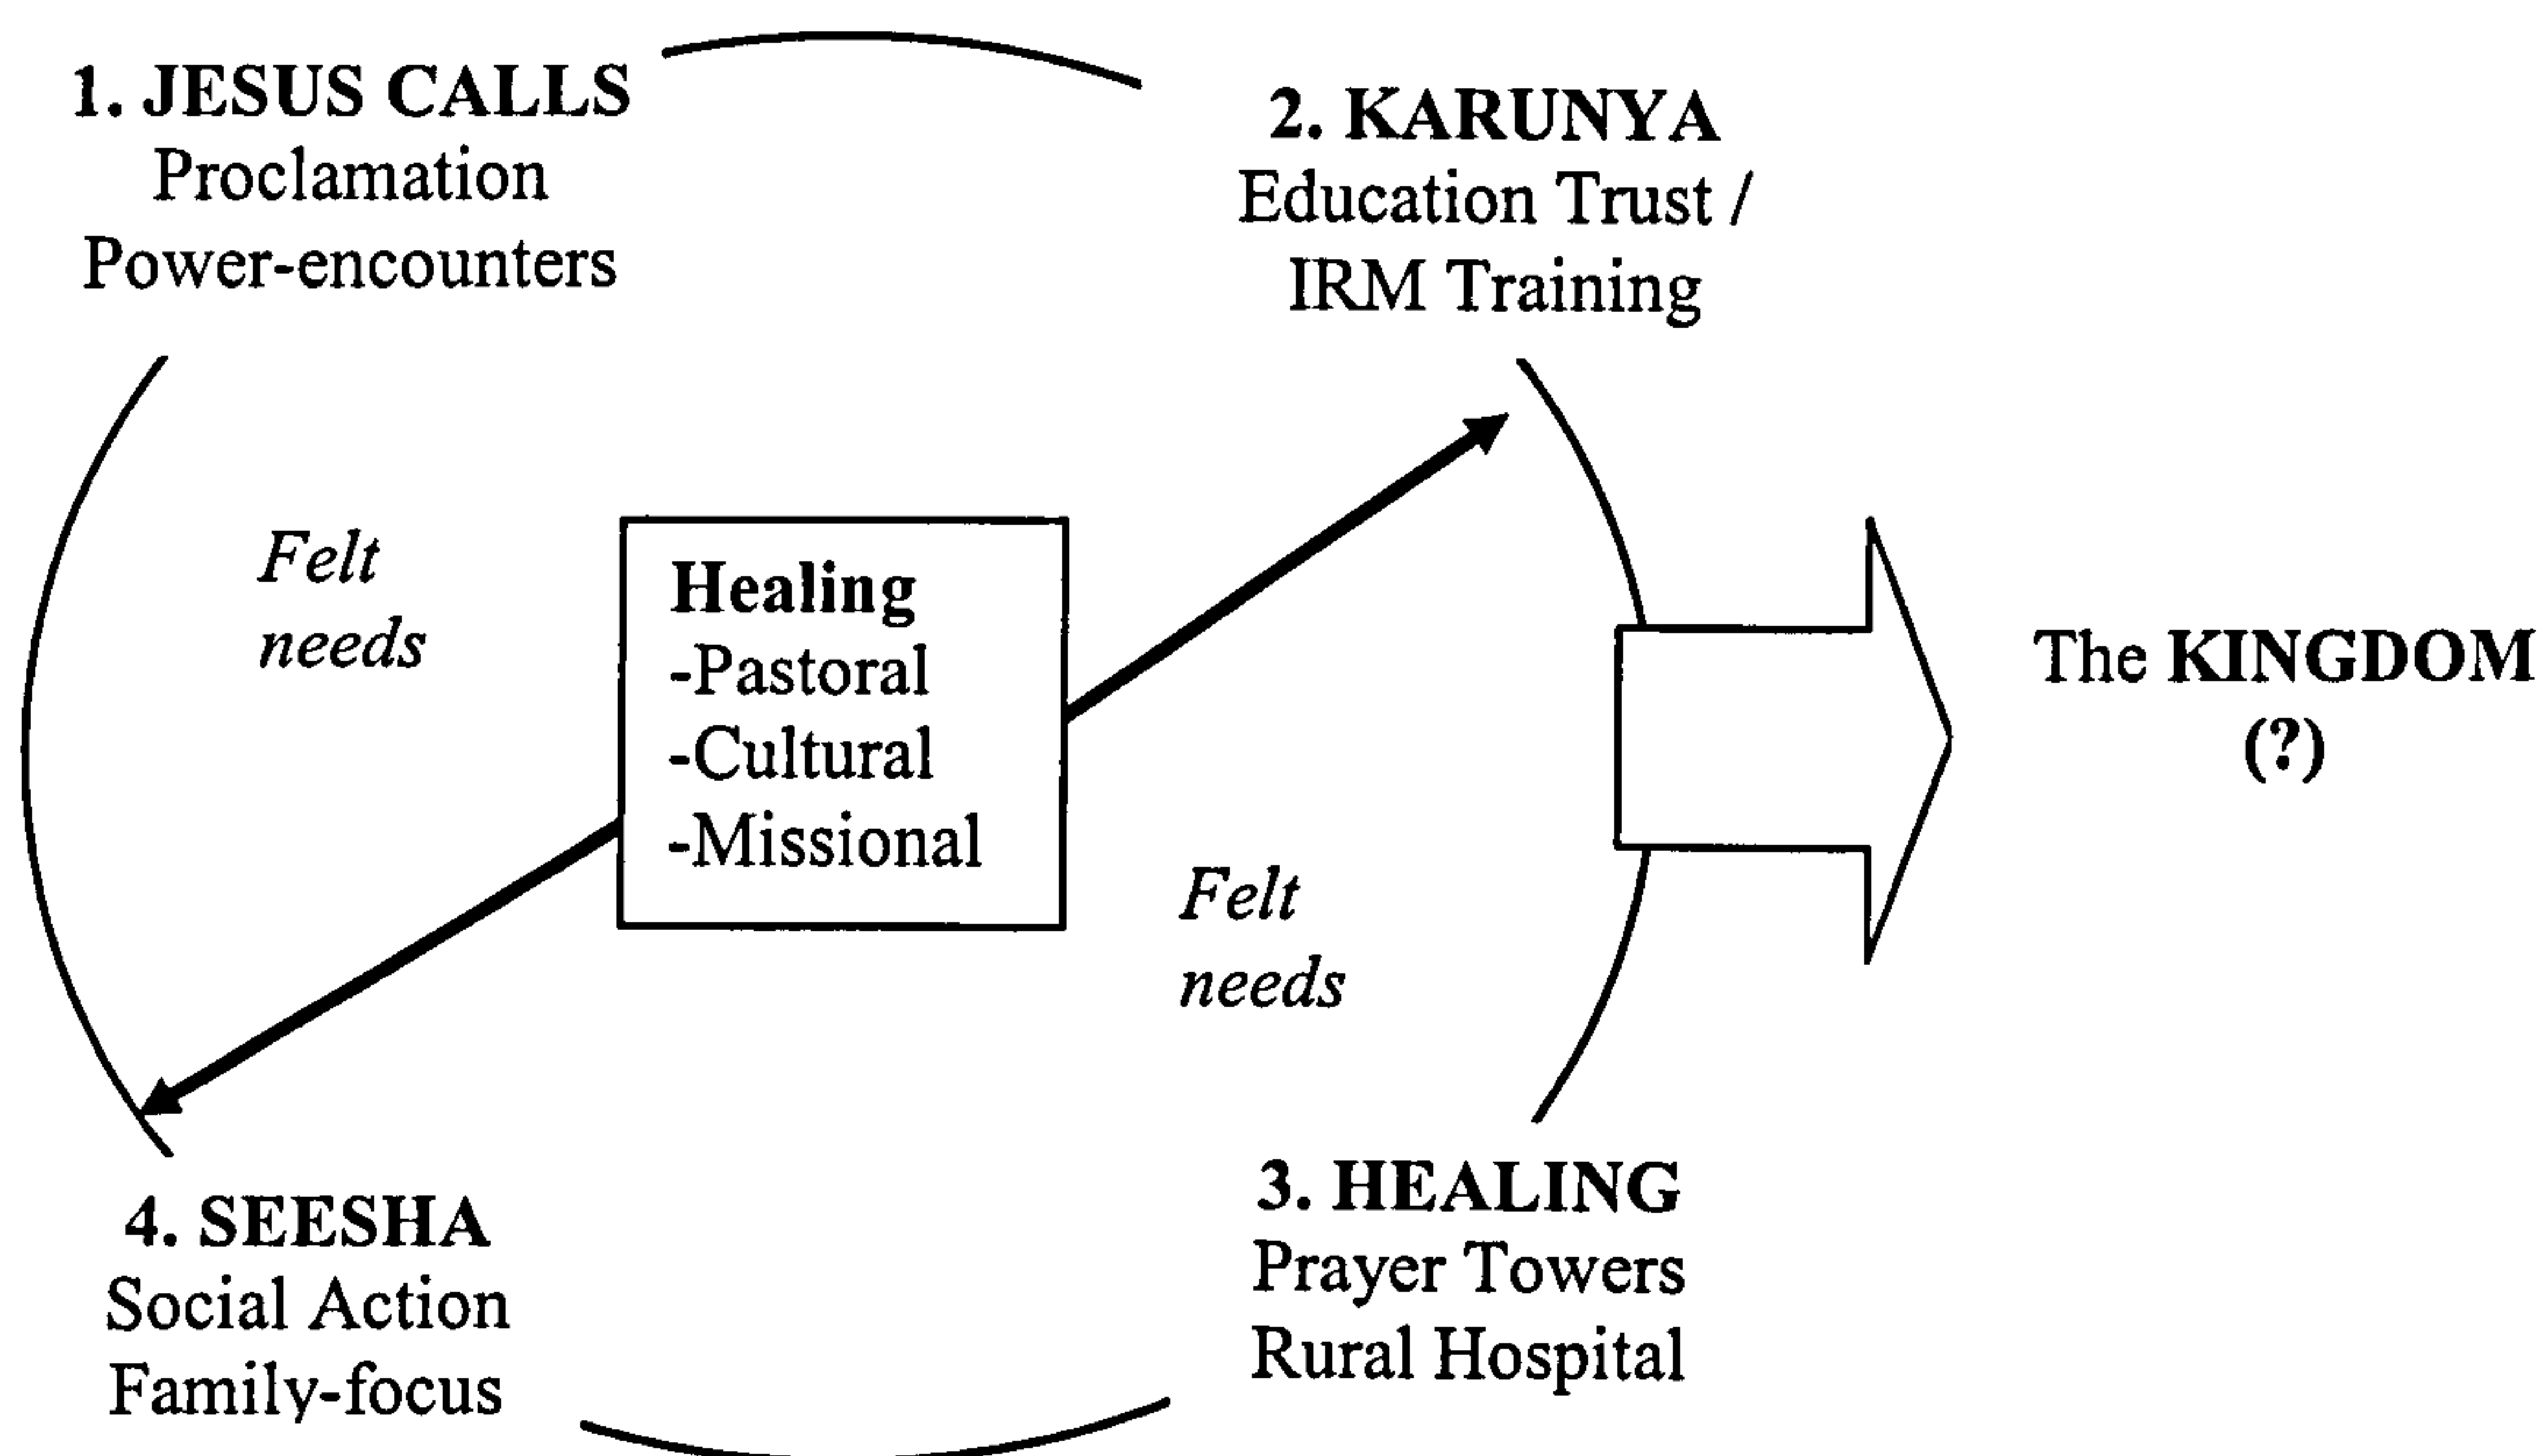 1. JESUS CALLS
Proclamation
Power-encounters
2. KARUNYA
Education Trust /
IRM Training
Felt
needs
Healing
-Pastoral
-Cultural
-Missional
The KINGDOM
(?)
Felt
needs
3. HEALING
Prayer Towers
Rural Hospital
4. SEESHA
Social Action
Family-focus